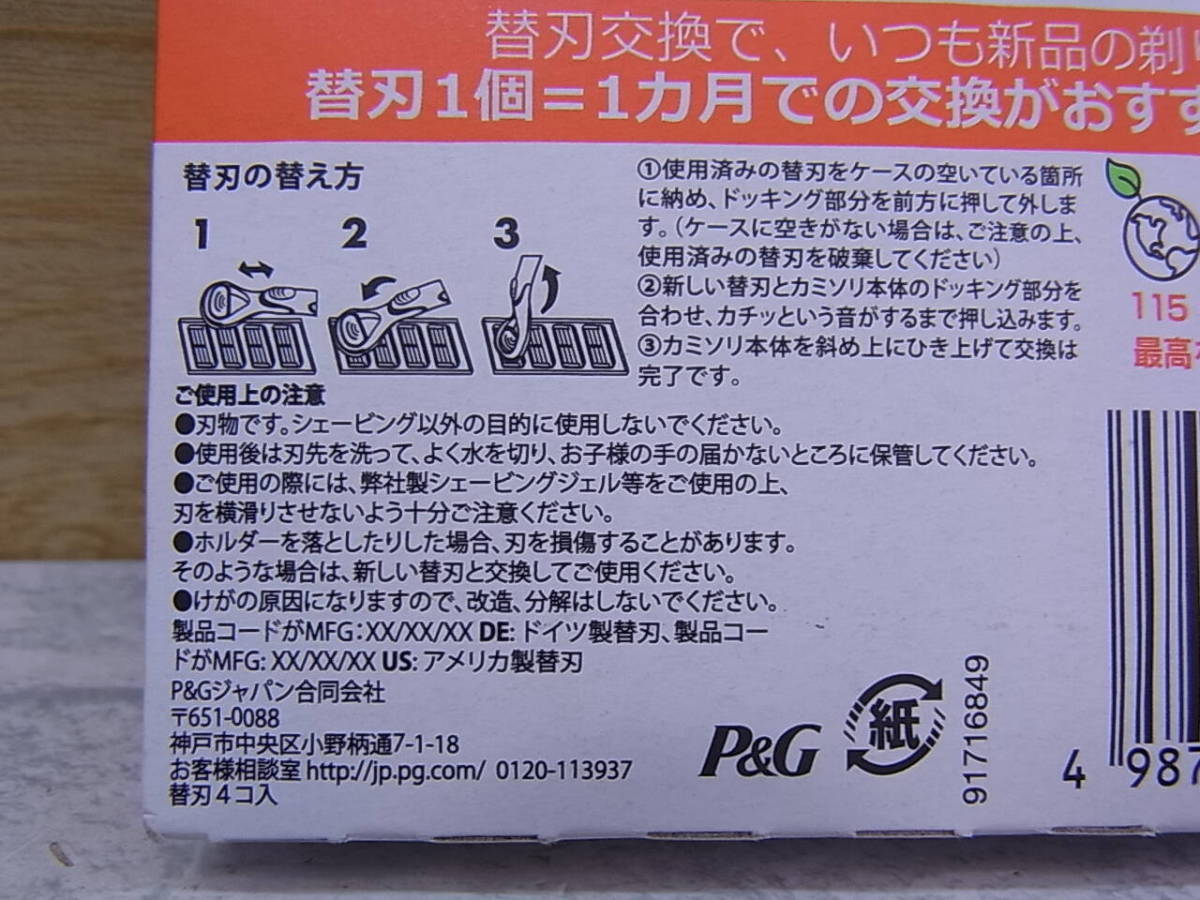 替刃交換で、いつも新品の剃り
替刃1個=1カ月での交換がおすす
替刃の替え方
1 2 3
①使用済みの替刃をケースの空いている箇所
に納め、ドッキング部分を前方に押して外しま
す。(ケースに空きがない場合は、ご注意の上、
使用済みの替刃を破棄してください)
②新しい替刃とカミソリ本体のドッキング部分を
合わせ、カチッという音がするまで押し込みます。
③カミソリ本体を斜め上にひき上げて交換は
完了です。
ご使用上の注意
●刃物です。シェービング以外の目的に使用しないでください。
●使用後は刃先を洗って、よく水を切り、お子様の手の届かないところに保管してください。
●ご使用の際には、弊社製シェービングジェル等をご使用の上、
刃を横滑りさせないよう十分ご注意ください。
●ホルダーを落としたりした場合、刃を損傷することがあります。
そのような場合は、新しい替刃と交換してご使用ください。
●けがの原因になりますので、改造、分解はしないでください。
製品コードがMFG:XX/XX/XX DE: ドイツ製替刃、製品コー
ドがMFG: XX/XX/XX US: アメリカ製替刃
P&Gジャパン合同会社
〒651-0088
神戸市中央区小野柄通7-1-18
お客様相談室 http://jp.pg.com/ 0120-113937
替刃4コ入
P&G
紙
91716849
115
最高
4 987